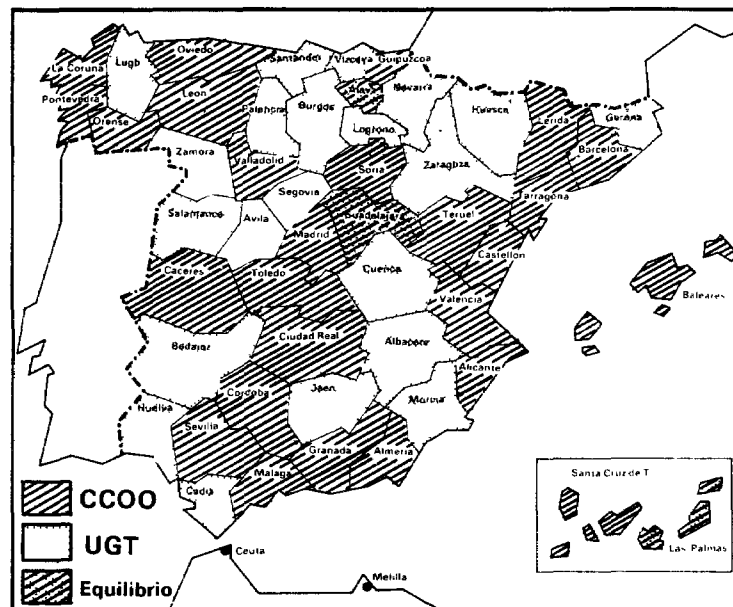 Oviedo
Santander
Vizcaya
Guipuzcoa
La Coruña
Lugo
Alava
Navarra
Leon
Palencia
Burgos
Huesca
Pontevedra
Logroño
Lerida
Gerona
Orense
Barcelona
Zamora
Valladolid
Soria
Zaragoza
Segovia
Tarragona
Salamanca
Avila
Guadalajara
Teruel
Madrid
Castellon
Caceres
Toledo
Cuenca
Baleares
Valencia
Ciudad Real
Badajoz
Albacete
Alicante
Cordoba
Jaen
Murcia
Huelva
Sevilla
Granada
Almeria
Malaga
Cadiz
Santa Cruz de T.
Las Palmas
CCOO
UGT
Equilibrio
Ceuta
Melilla